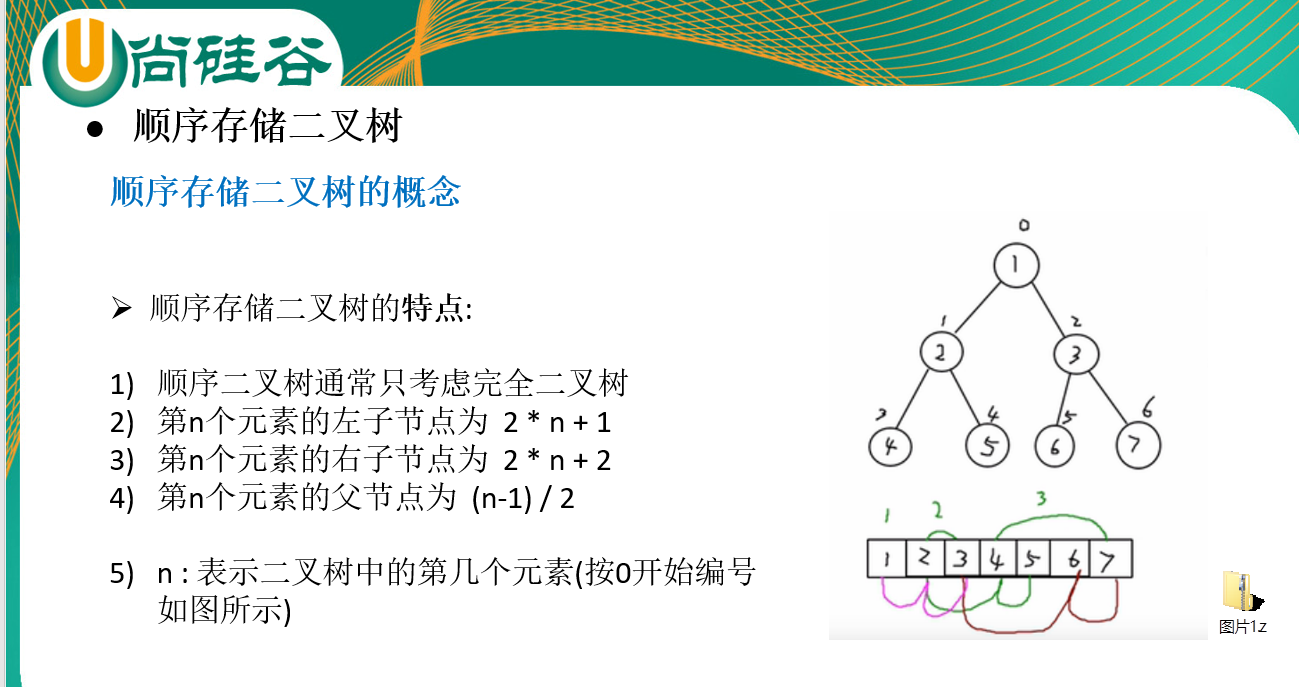 尚硅谷
● 顺序存储二叉树
顺序存储二叉树的概念
➢ 顺序存储二叉树的特点:
1) 顺序二叉树通常只考虑完全二叉树
2) 第n个元素的左子节点为 2 * n + 1
3) 第n个元素的右子节点为 2 * n + 2
4) 第n个元素的父节点为 (n-1) / 2
5) n : 表示二叉树中的第几个元素(按0开始编号
如图所示)
0
1
1 2
2 3
3 4 5 6
4 5 6 7
1 2 3
1 2 3 4 5 6 7
图片1.z